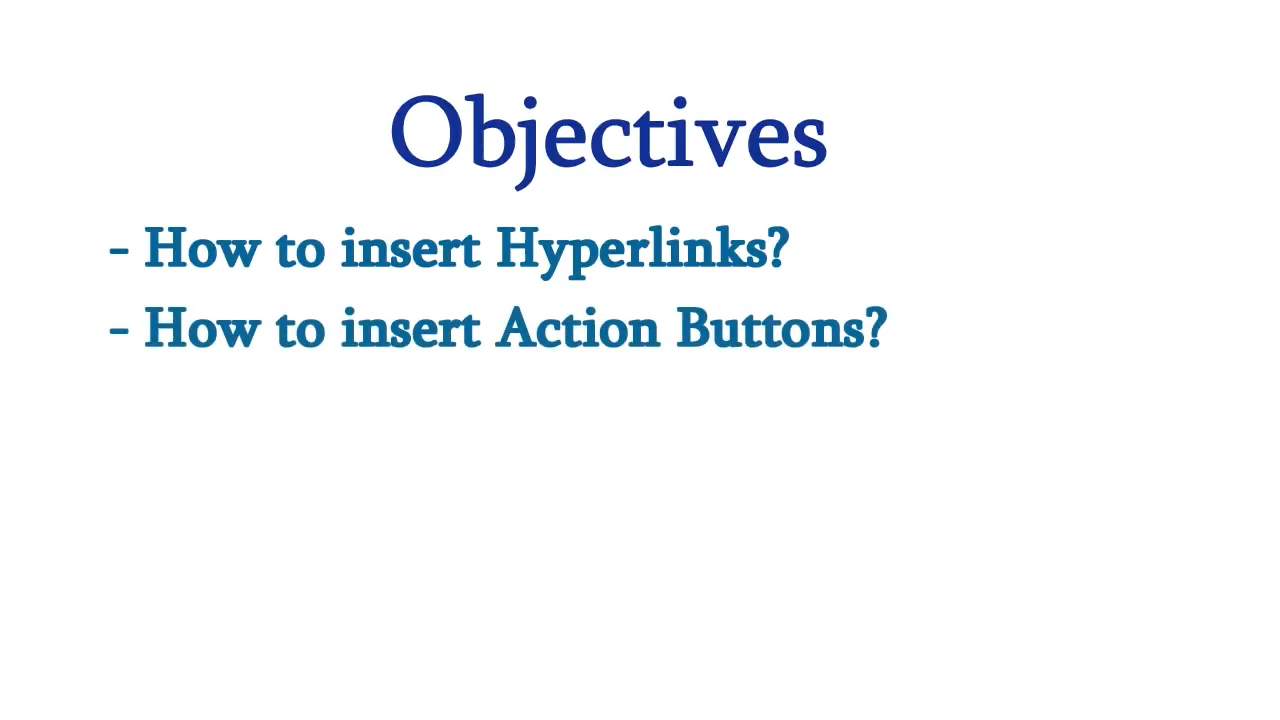 Objectives
- How to insert Hyperlinks?
- How to insert Action Buttons?